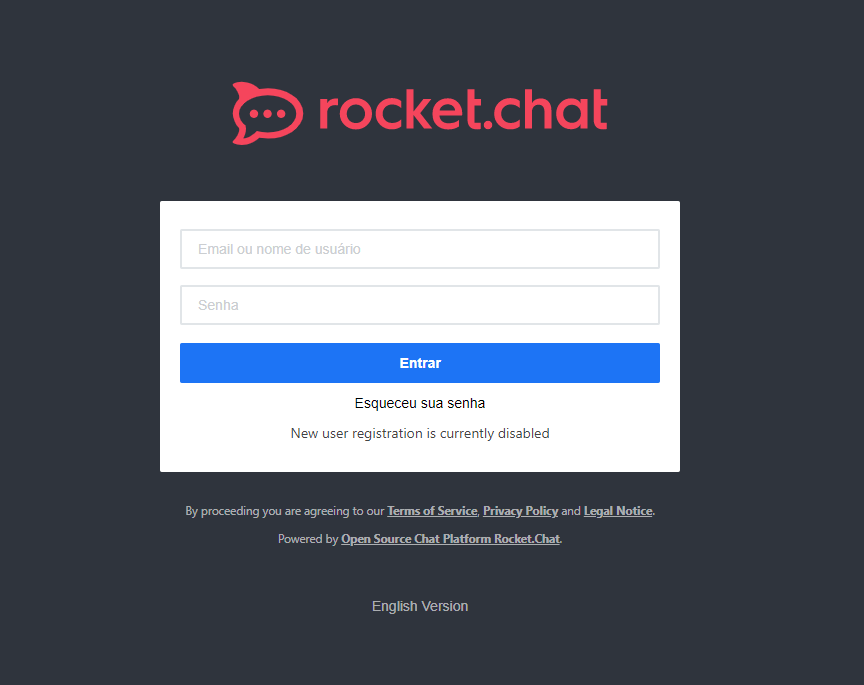 rocket.chat
Email ou nome de usuário
Senha
Entrar
Esqueceu sua senha
New user registration is currently disabled
By proceeding you are agreeing to our Terms of Service, Privacy Policy and Legal Notice.
Powered by Open Source Chat Platform Rocket.Chat.
English Version